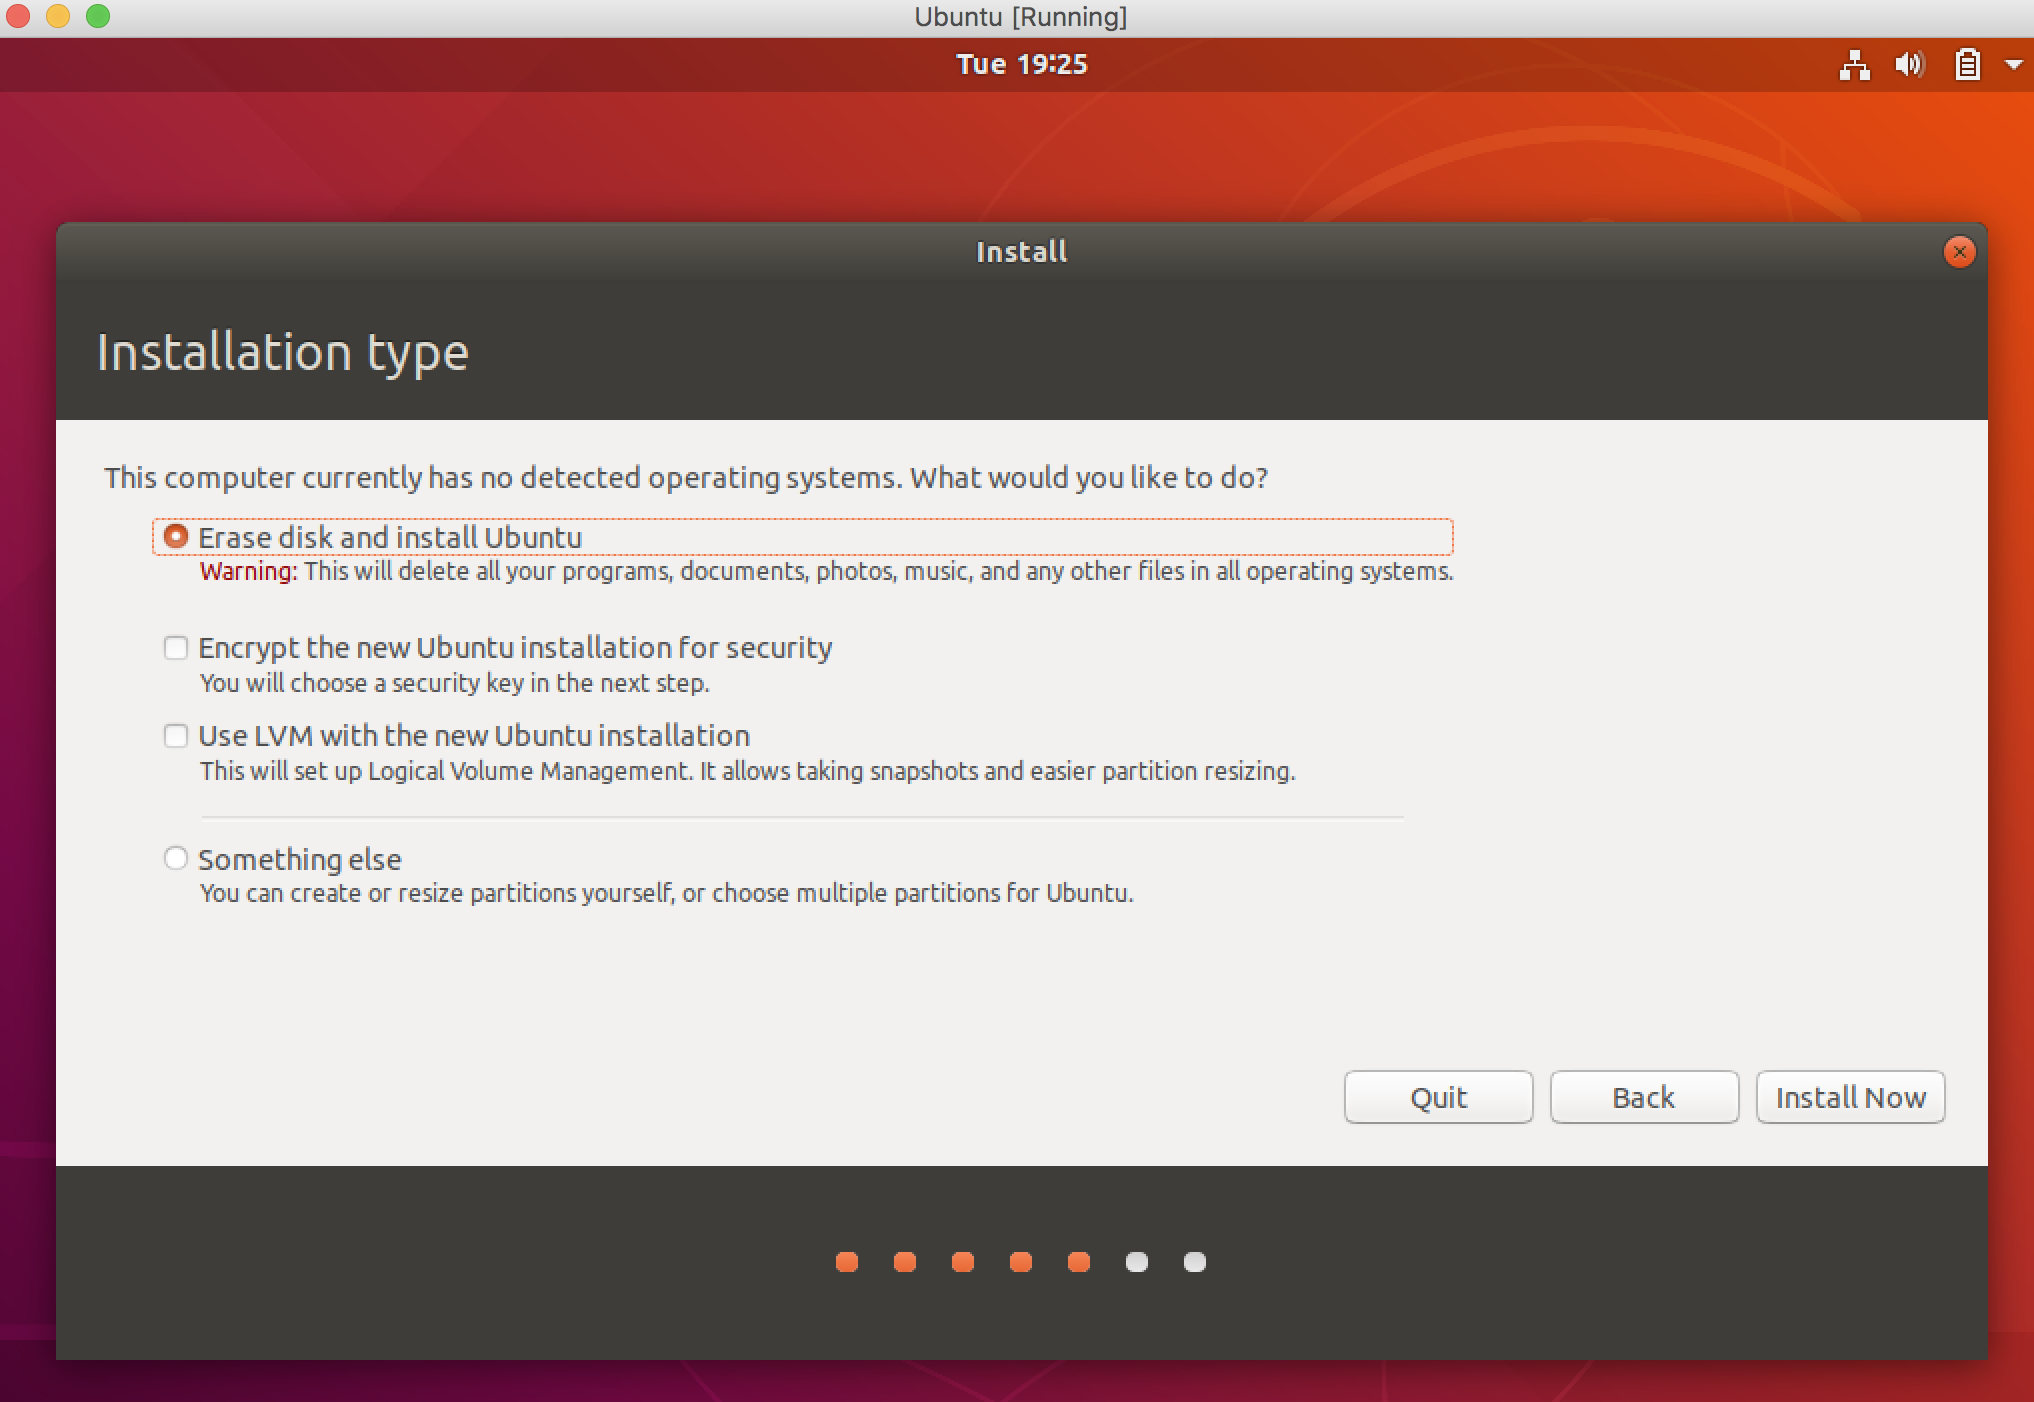 Ubuntu [Running]
Tue 19:25
Install
Installation type
This computer currently has no detected operating systems. What would you like to do?
Erase disk and install Ubuntu
Warning: This will delete all your programs, documents, photos, music, and any other files in all operating systems.
Encrypt the new Ubuntu installation for security
You will choose a security key in the next step.
Use LVM with the new Ubuntu installation
This will set up Logical Volume Management. It allows taking snapshots and easier partition resizing.
Something else
You can create or resize partitions yourself, or choose multiple partitions for Ubuntu.
Quit Back Install Now